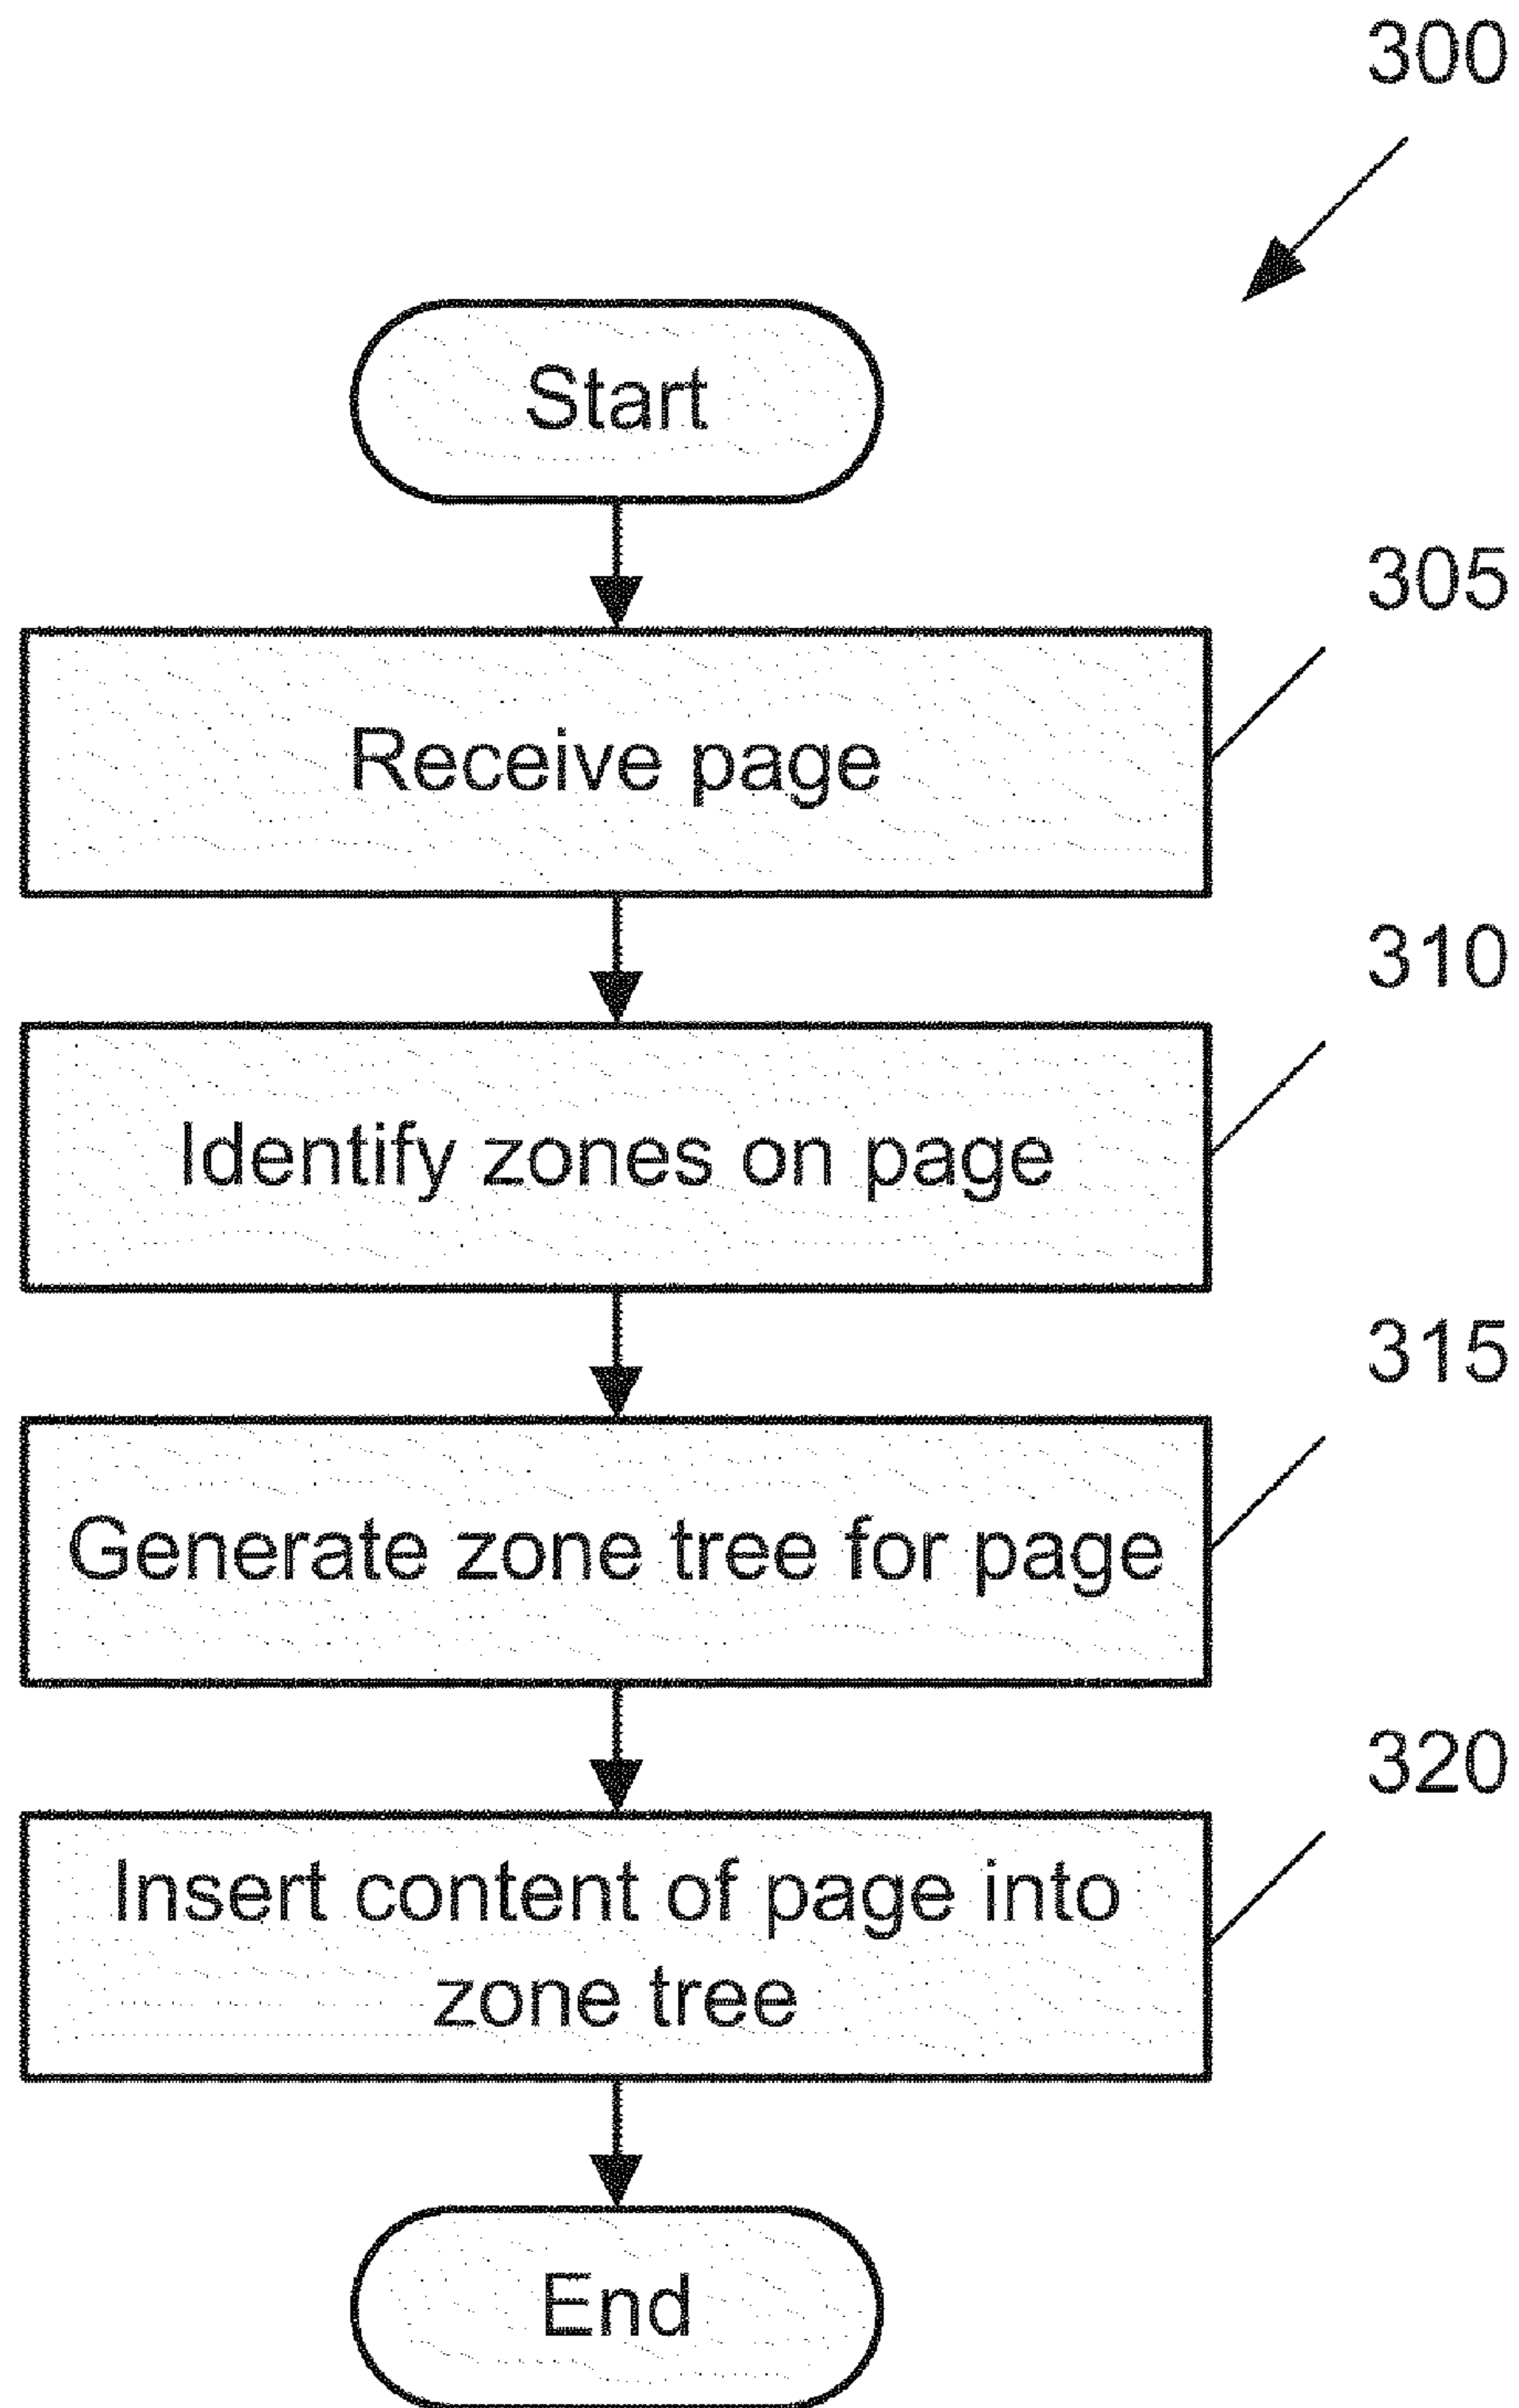 300
Start
305
Receive page
310
Identify zones on page
315
Generate zone tree for page
320
Insert content of page into
zone tree
End